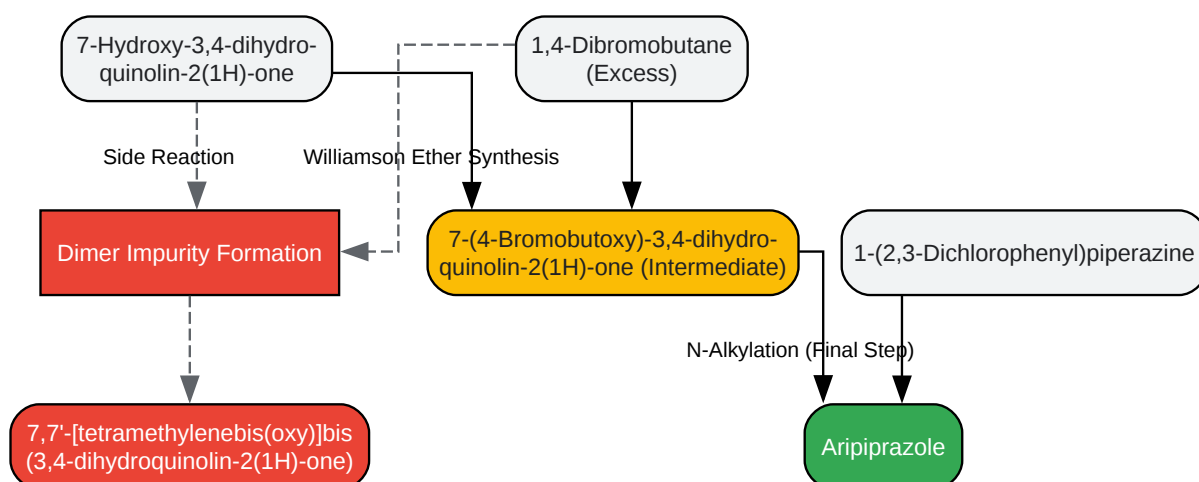 7-Hydroxy-3,4-dihydro-
quinolin-2(1H)-one
1,4-Dibromobutane
(Excess)
Side Reaction
Williamson Ether Synthesis
Dimer Impurity Formation
7-(4-Bromobutoxy)-3,4-dihydro-
quinolin-2(1H)-one (Intermediate)
1-(2,3-Dichlorophenyl)piperazine
N-Alkylation (Final Step)
7,7'-[tetramethylenebis(oxy)]bis
(3,4-dihydroquinolin-2(1H)-one)
Aripiprazole